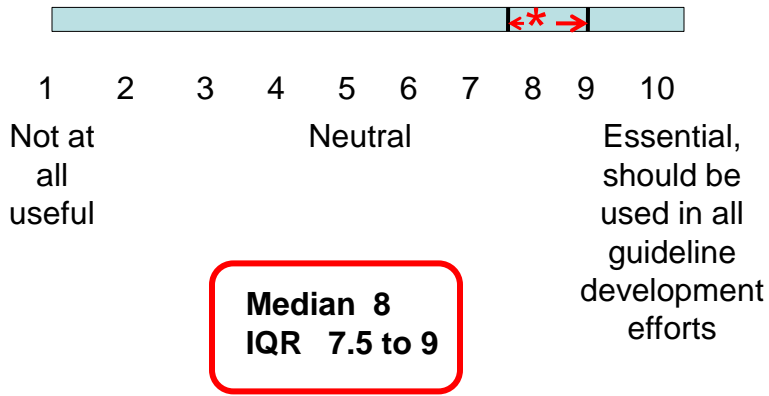 *
1 2 3 4 5 6 7 8 9 10
Not at all useful
Neutral
Essential, should be used in all guideline development efforts
Median 8
IQR 7.5 to 9